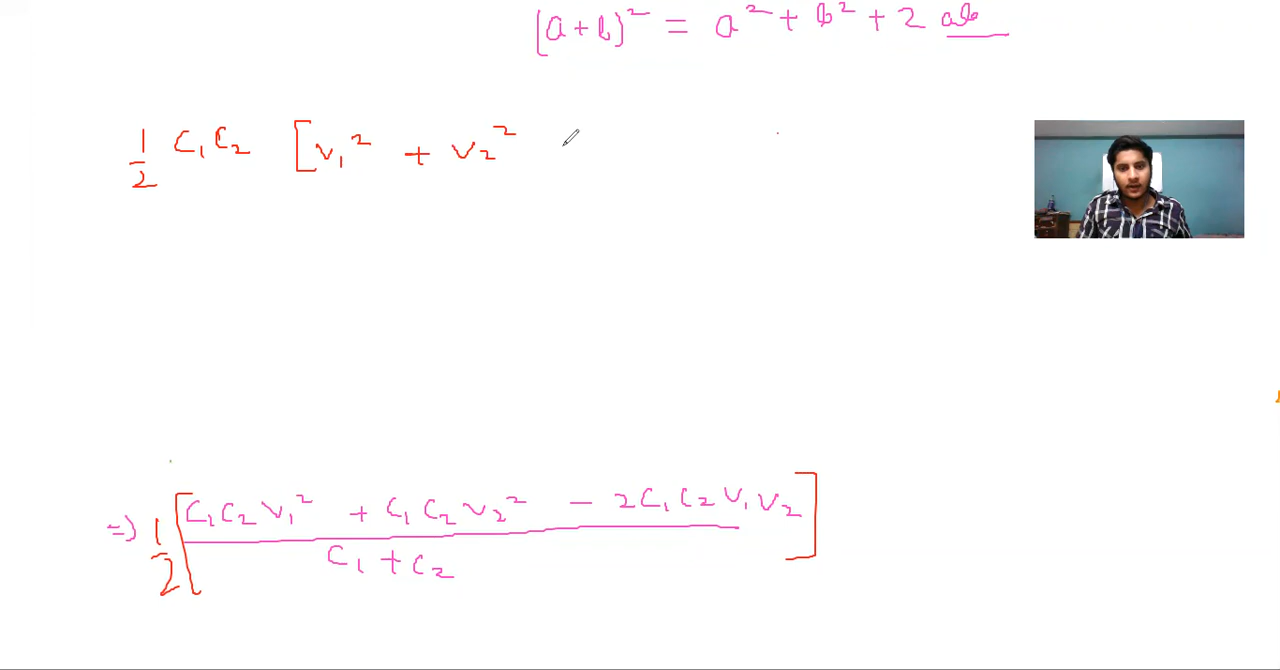 (a+b)² = a² + b² + 2 ab
1/2 C₁C₂ [v₁² + v₂²
=) 1/2 [C₁C₂V₁² + C₁C₂V₂² - 2C₁C₂V₁V₂ / C₁+C₂]